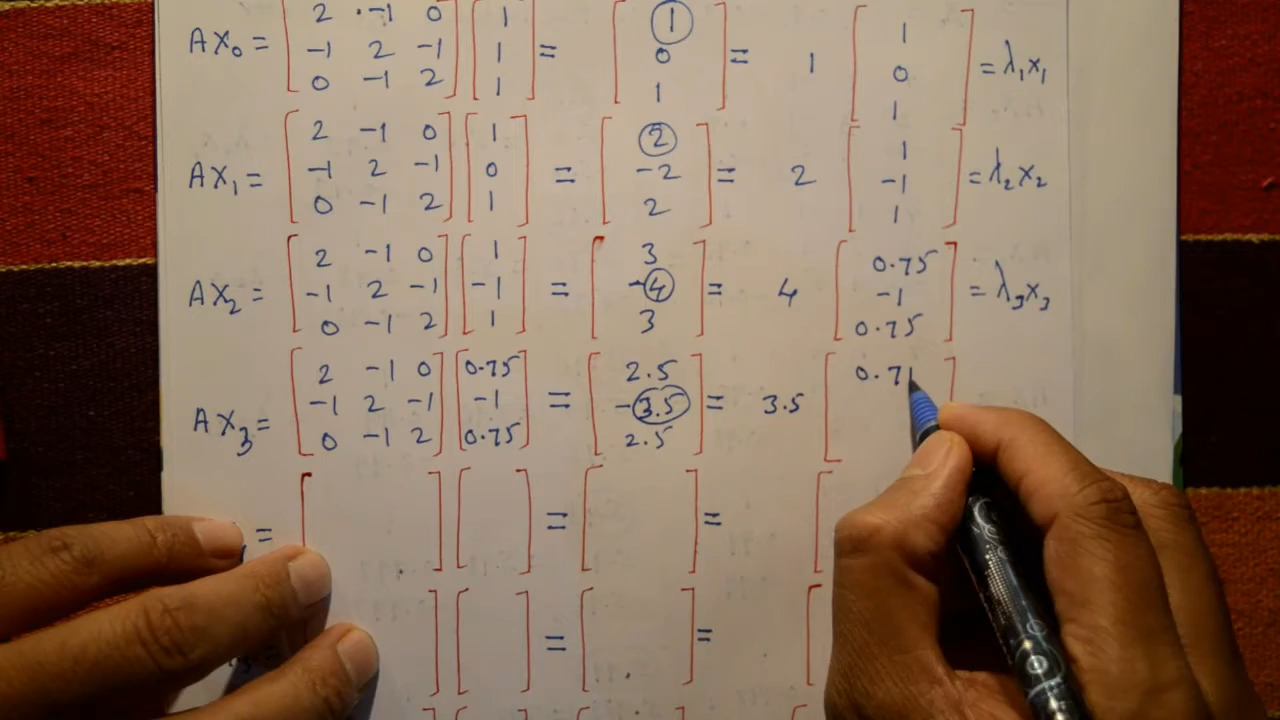 AX₀ = [2 -1 0; -1 2 -1; 0 -1 2] [1; 1; 1] = [1; 0; 1] = 1 [1; 0; 1] = λ₁x₁
AX₁ = [2 -1 0; -1 2 -1; 0 -1 2] [1; 0; 1] = [2; -2; 2] = 2 [1; -1; 1] = λ₂x₂
AX₂ = [2 -1 0; -1 2 -1; 0 -1 2] [1; -1; 1] = [3; -4; 3] = 4 [0.75; -1; 0.75] = λ₃x₃
AX₃ = [2 -1 0; -1 2 -1; 0 -1 2] [0.75; -1; 0.75] = [2.5; -3.5; 2.5] = 3.5 [0.71
= [ ] [ ] = [ ] = [
= [ ] [ ] = [ ] = [